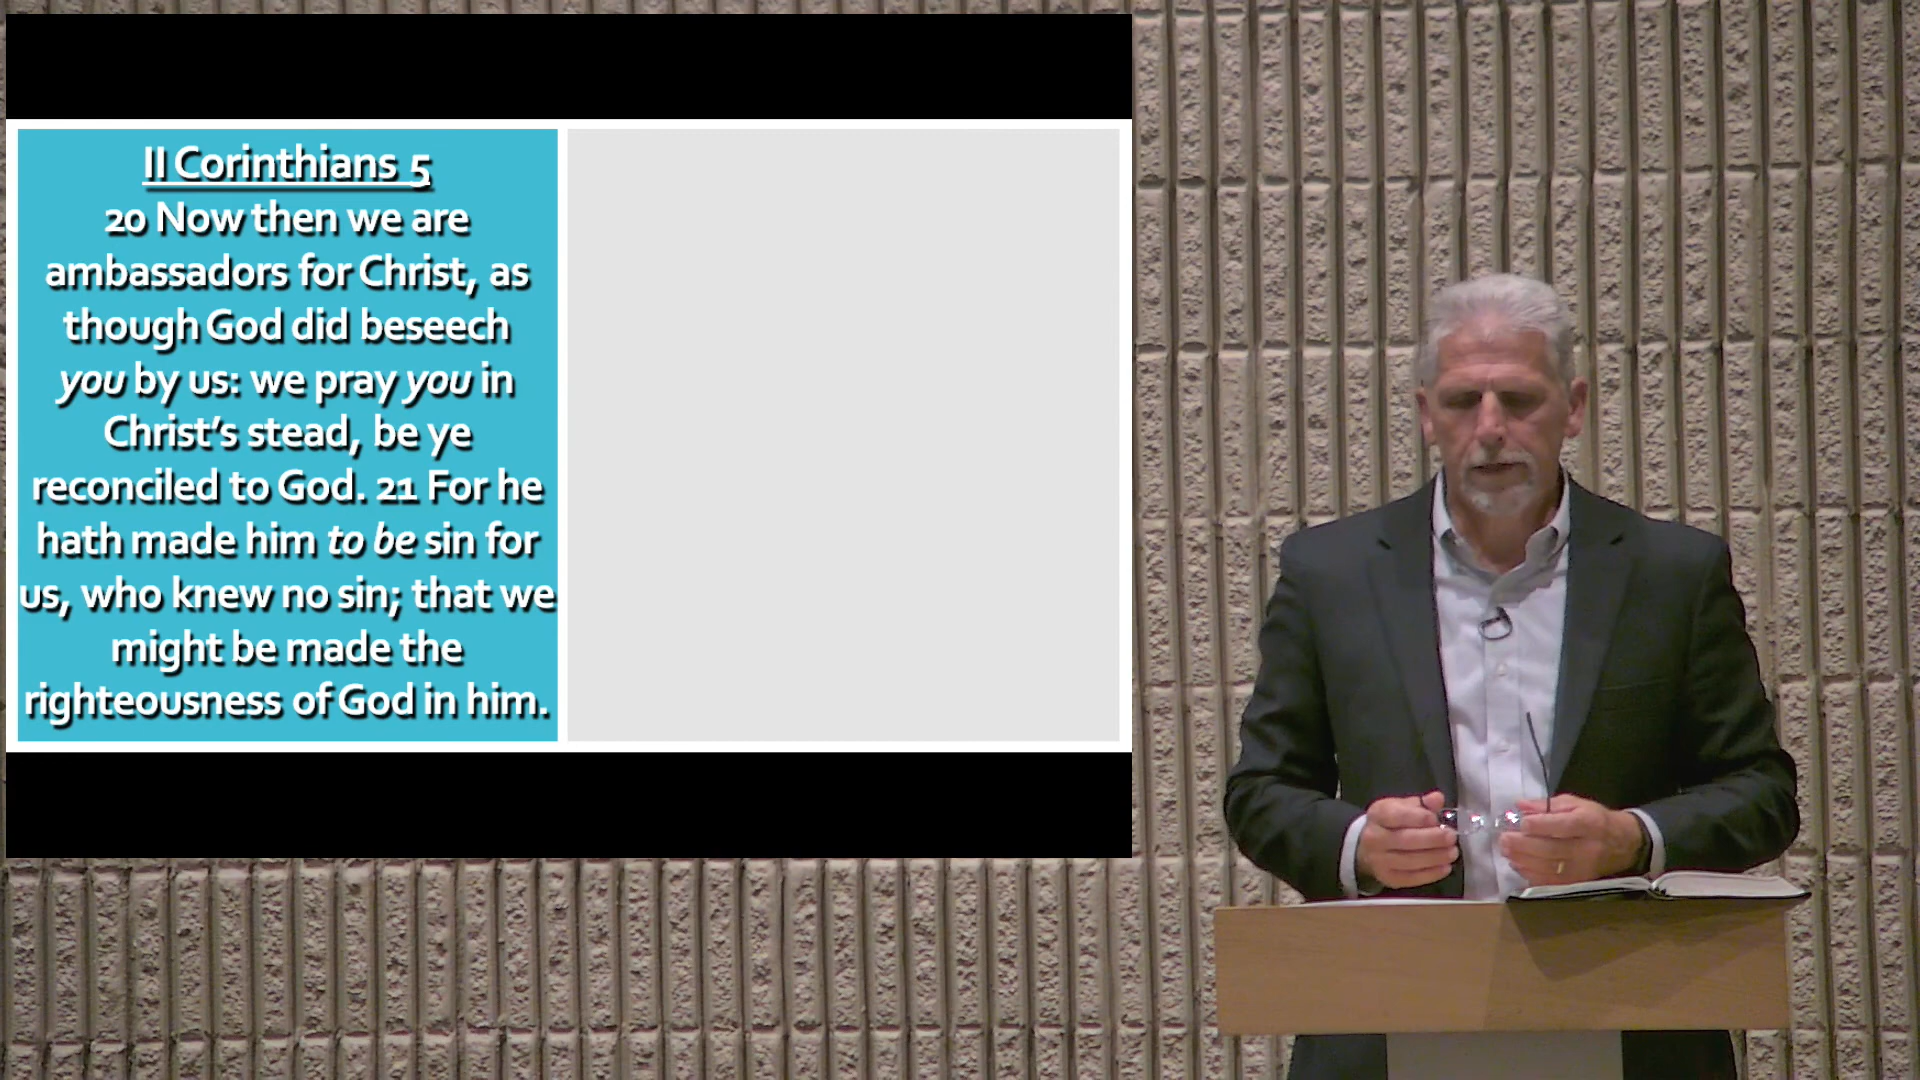 II Corinthians 5
20 Now then we are
ambassadors for Christ, as
though God did beseech
you by us: we pray you in
Christ’s stead, be ye
reconciled to God. 21 For he
hath made him to be sin for
us, who knew no sin; that we
might be made the
righteousness of God in him.